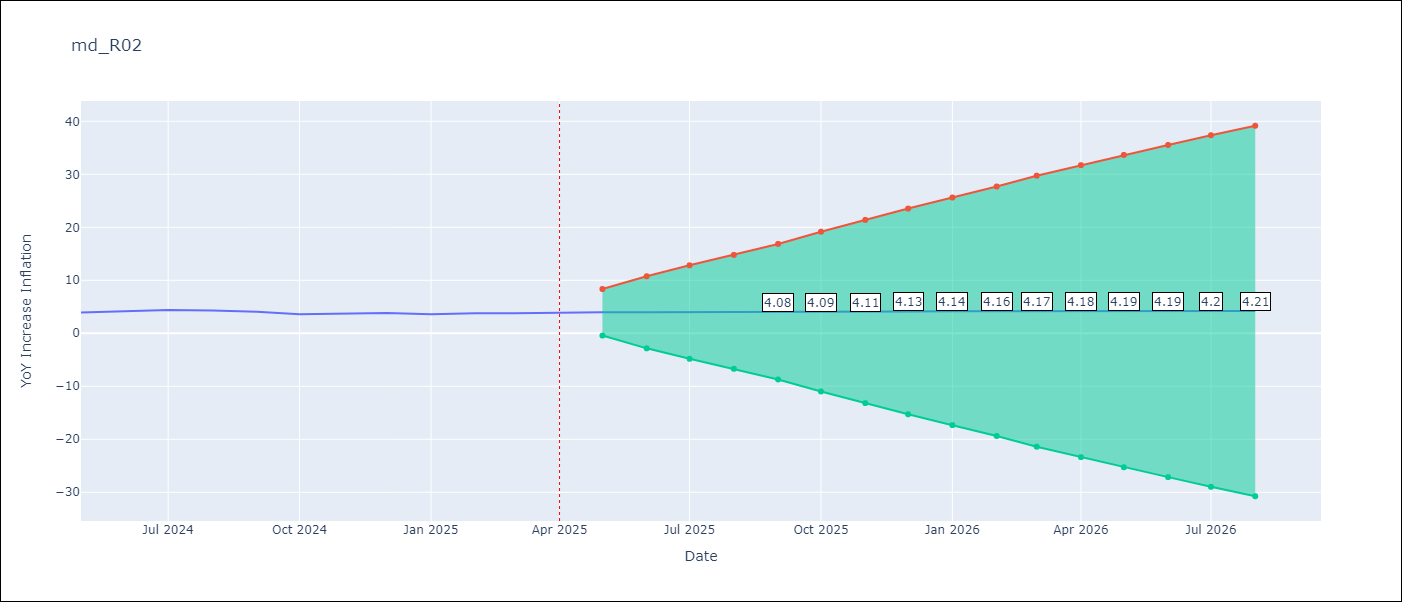 md_R02
40
30
20
10
0
−10
−20
−30
YoY Increase Inflation
4.08 4.09 4.11 4.13 4.14 4.16 4.17 4.18 4.19 4.19 4.2 4.21
Jul 2024 Oct 2024 Jan 2025 Apr 2025 Jul 2025 Oct 2025 Jan 2026 Apr 2026 Jul 2026
Date